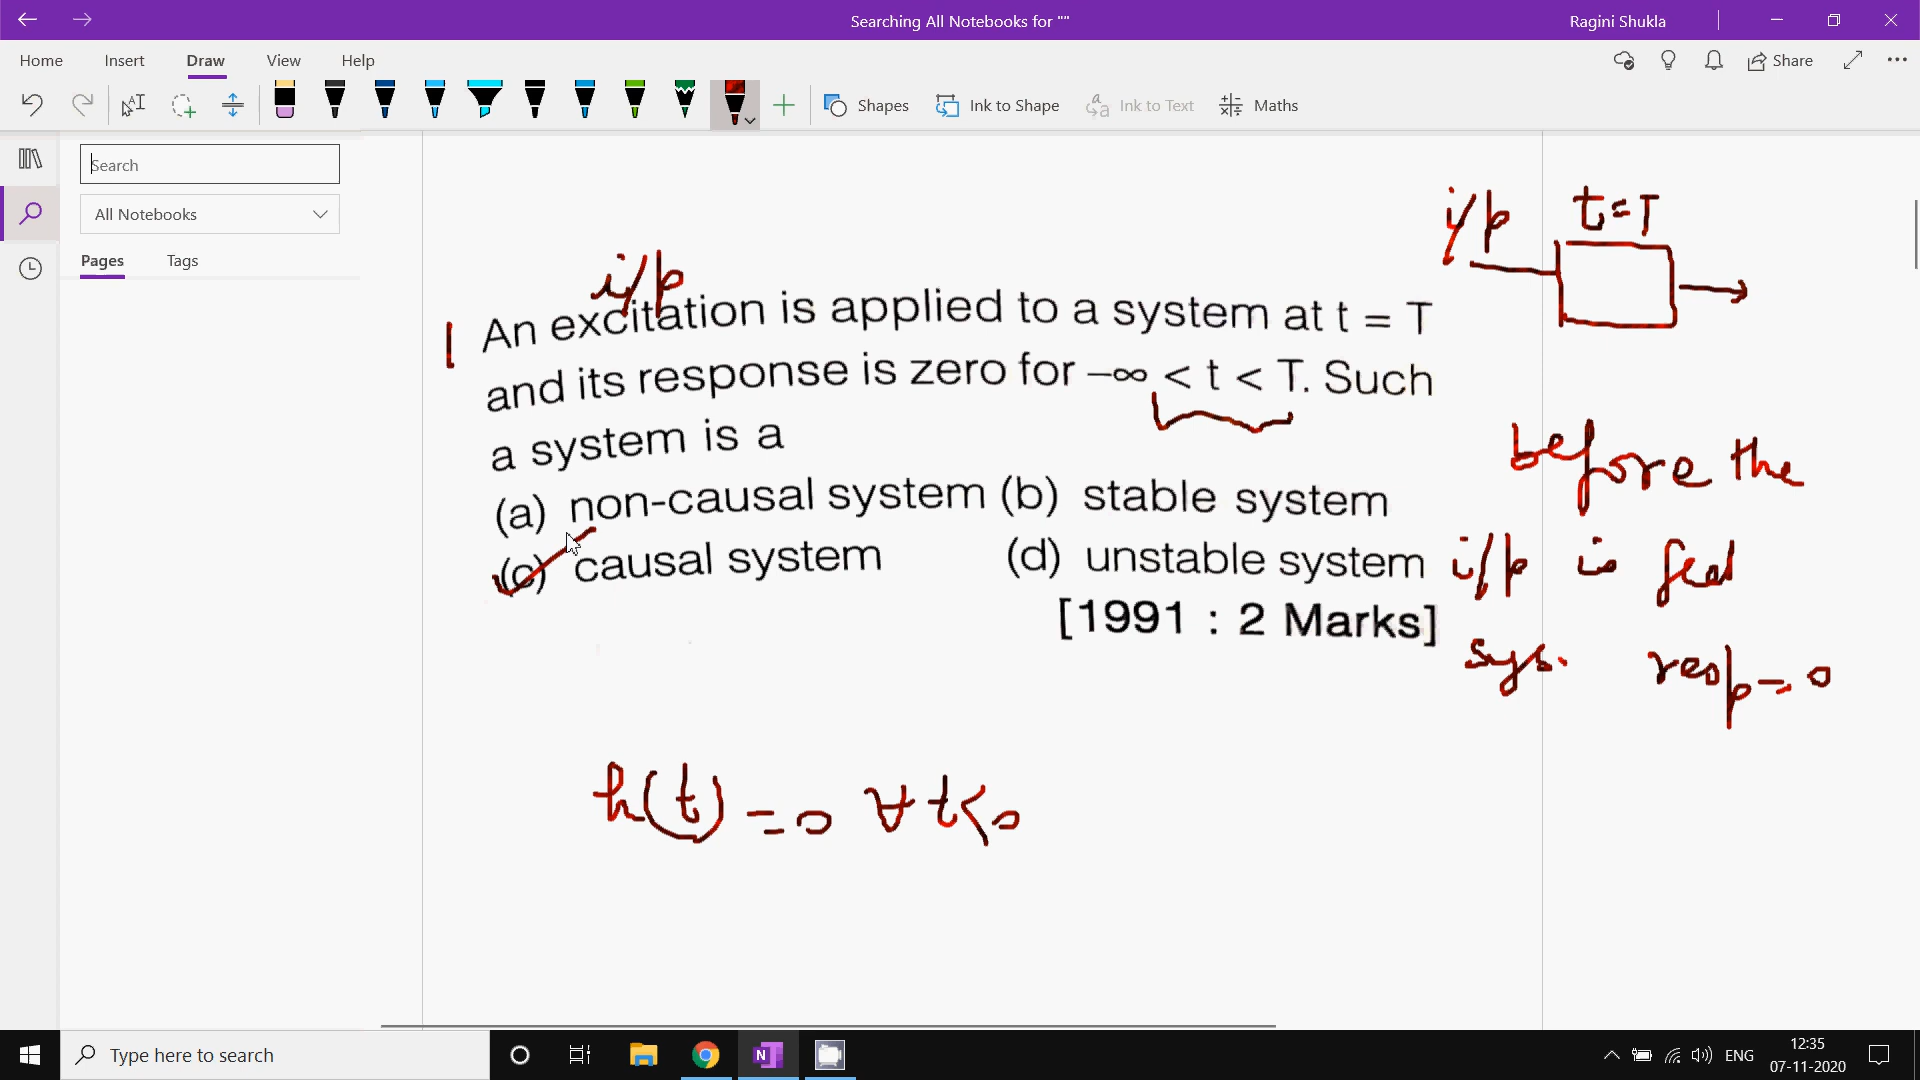 Searching All Notebooks for ""
Ragini Shukla
Home Insert Draw View Help
Share
Shapes Ink to Shape Ink to Text Maths
Search
All Notebooks
Pages Tags
i/p
1 An excitation is applied to a system at t = T
and its response is zero for –∞ < t < T. Such
a system is a
(a) non-causal system (b) stable system
(c) causal system (d) unstable system
[1991 : 2 Marks]
i/p t=T
before the
i/p is fed
sys. resp=0
h(t) =0 ∀ t<0
Type here to search
N
ENG
12:35
07-11-2020